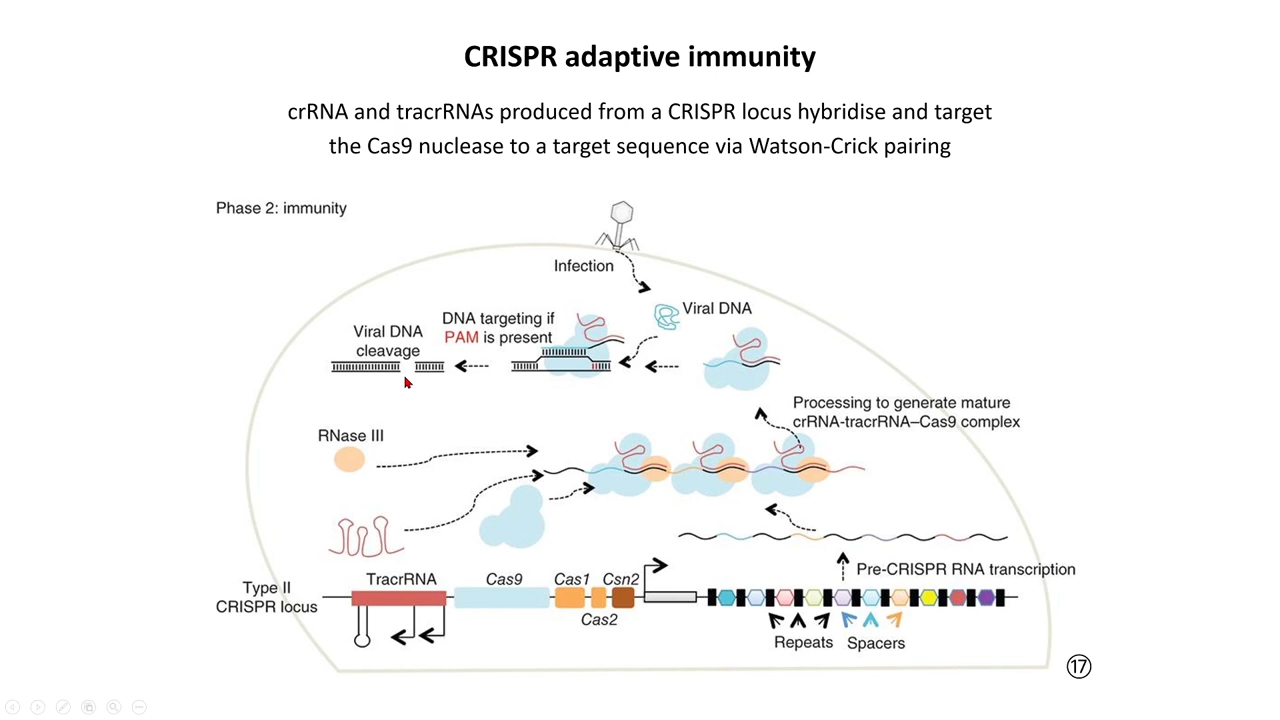 CRISPR adaptive immunity
crRNA and tracrRNAs produced from a CRISPR locus hybridise and target
the Cas9 nuclease to a target sequence via Watson-Crick pairing
Phase 2: immunity
Infection
Viral DNA
DNA targeting if
PAM is present
Viral DNA
cleavage
Processing to generate mature
crRNA-tracrRNA–Cas9 complex
RNase III
Pre-CRISPR RNA transcription
Type II
CRISPR locus
TracrRNA
Cas9
Cas1
Csn2
Cas2
Repeats
Spacers
17